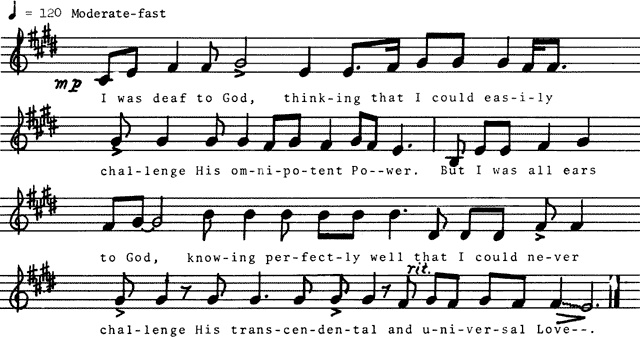 ♩ = 120 Moderate-fast
mp
I was deaf to God, think-ing that I could eas-i-ly
chal-lenge His om-ni-po-tent Po--wer. But I was all ears
to God, know-ing per-fect-ly well that I could ne-ver
rit.
chal-lenge His trans-cen-den-tal and u-ni-ver-sal Love--.